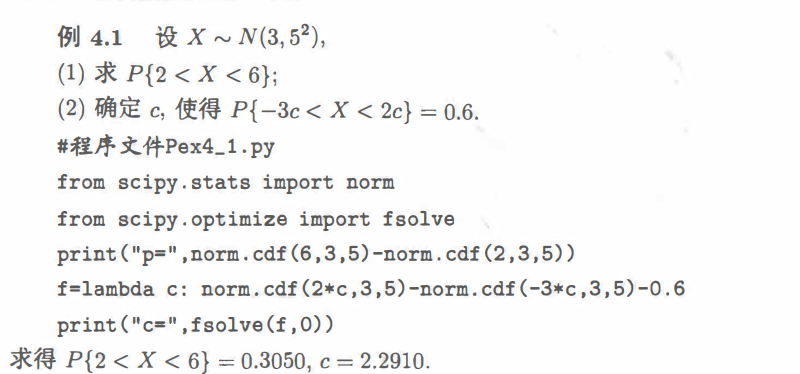 例 4.1 设 X ~ N(3, 5²),
(1) 求 P{2 < X < 6};
(2) 确定 c, 使得 P{−3c < X < 2c} = 0.6.
#程序文件Pex4_1.py
from scipy.stats import norm
from scipy.optimize import fsolve
print("p=",norm.cdf(6,3,5)-norm.cdf(2,3,5))
f=lambda c: norm.cdf(2*c,3,5)-norm.cdf(-3*c,3,5)-0.6
print("c=",fsolve(f,0))
求得 P{2 < X < 6} = 0.3050, c = 2.2910.